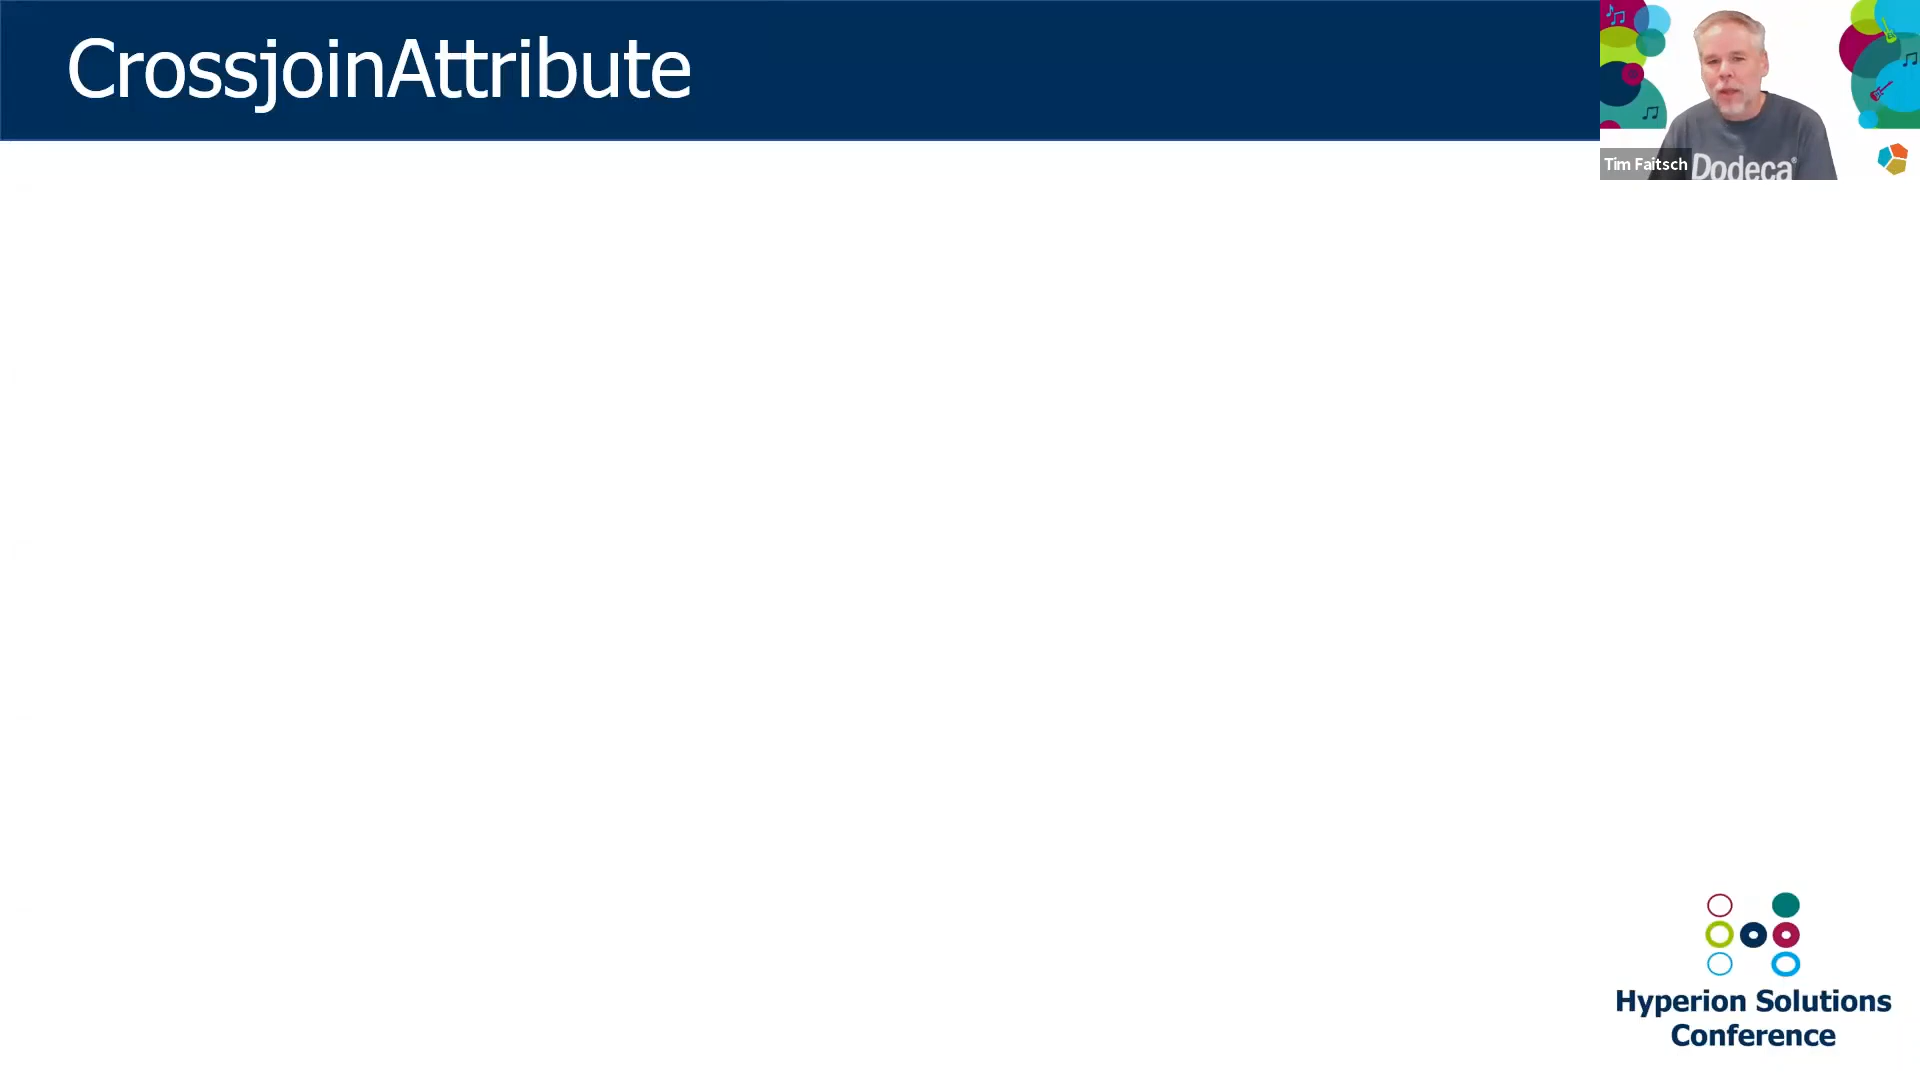 CrossjoinAttribute
Tim Faitsch
Dodeca®
Hyperion Solutions
Conference